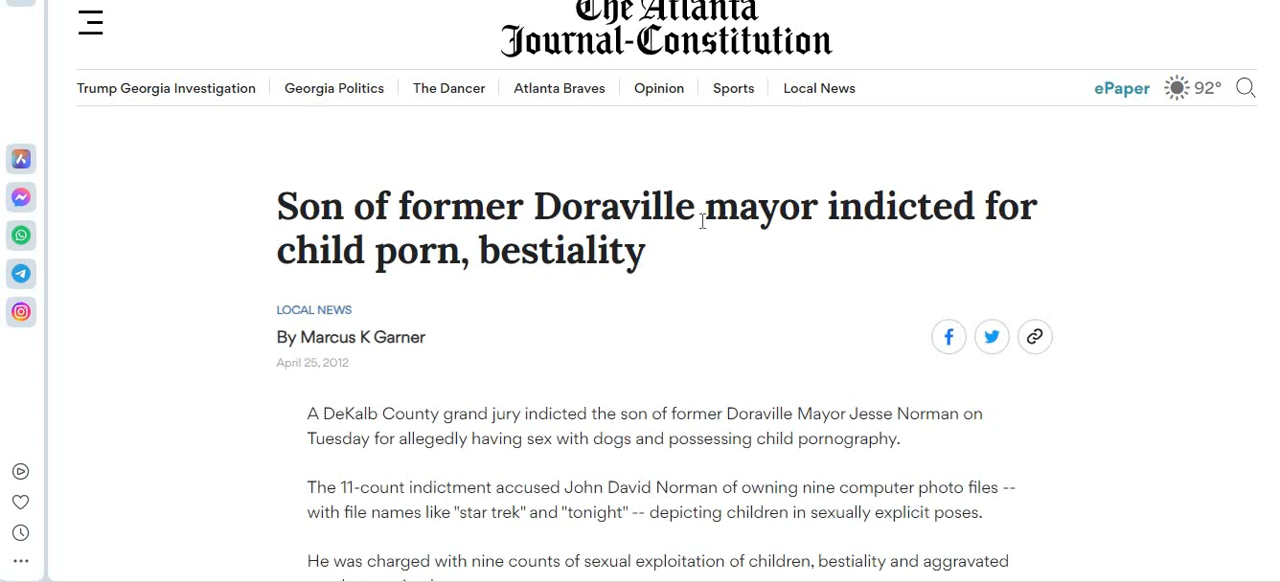 The Atlanta
Journal-Constitution
Trump Georgia Investigation Georgia Politics The Dancer Atlanta Braves Opinion Sports Local News ePaper 92°
Son of former Doraville mayor indicted for
child porn, bestiality
LOCAL NEWS
By Marcus K Garner
April 25, 2012
A DeKalb County grand jury indicted the son of former Doraville Mayor Jesse Norman on
Tuesday for allegedly having sex with dogs and possessing child pornography.
The 11-count indictment accused John David Norman of owning nine computer photo files --
with file names like "star trek" and "tonight" -- depicting children in sexually explicit poses.
He was charged with nine counts of sexual exploitation of children, bestiality and aggravated